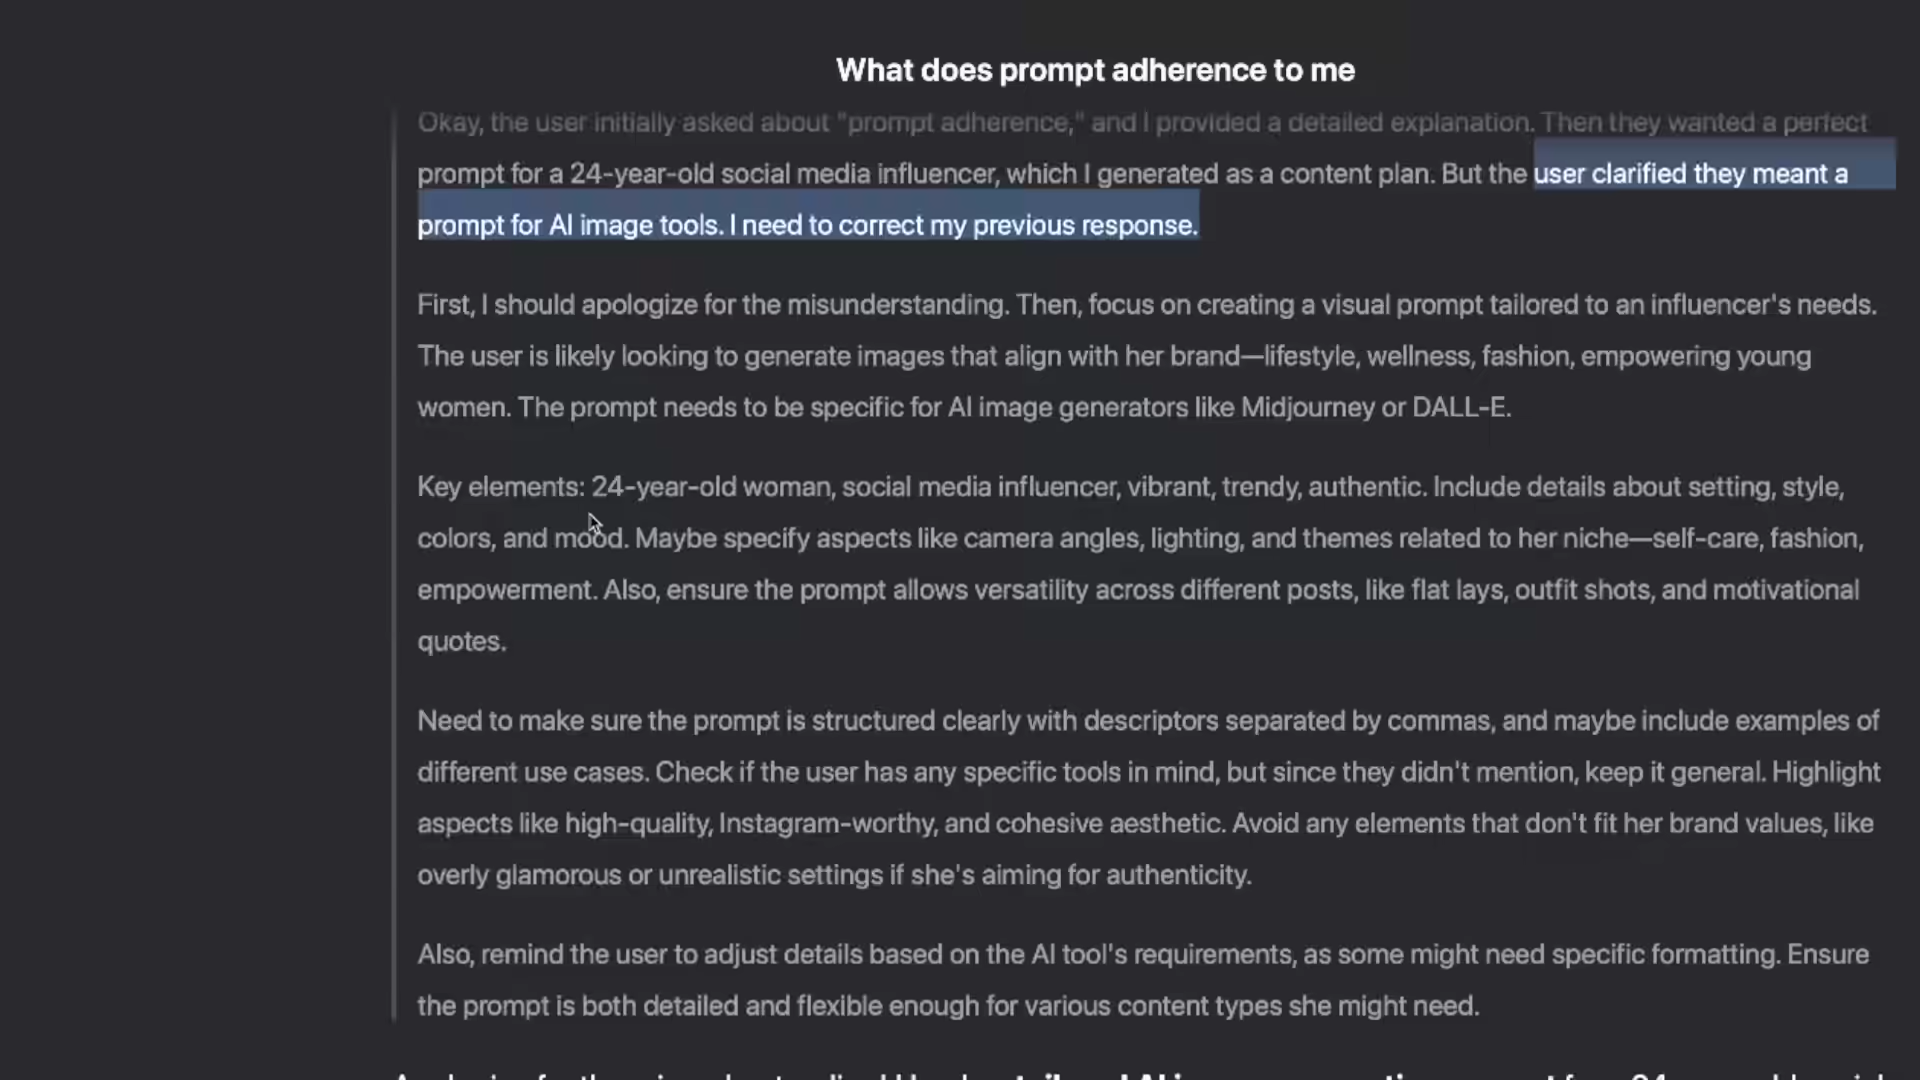 What does prompt adherence to me
Okay, the user initially asked about "prompt adherence," and I provided a detailed explanation. Then they wanted a perfect
prompt for a 24-year-old social media influencer, which I generated as a content plan. But the user clarified they meant a
prompt for AI image tools. I need to correct my previous response.
First, I should apologize for the misunderstanding. Then, focus on creating a visual prompt tailored to an influencer's needs.
The user is likely looking to generate images that align with her brand—lifestyle, wellness, fashion, empowering young
women. The prompt needs to be specific for AI image generators like Midjourney or DALL-E.
Key elements: 24-year-old woman, social media influencer, vibrant, trendy, authentic. Include details about setting, style,
colors, and mood. Maybe specify aspects like camera angles, lighting, and themes related to her niche—self-care, fashion,
empowerment. Also, ensure the prompt allows versatility across different posts, like flat lays, outfit shots, and motivational
quotes.
Need to make sure the prompt is structured clearly with descriptors separated by commas, and maybe include examples of
different use cases. Check if the user has any specific tools in mind, but since they didn't mention, keep it general. Highlight
aspects like high-quality, Instagram-worthy, and cohesive aesthetic. Avoid any elements that don't fit her brand values, like
overly glamorous or unrealistic settings if she's aiming for authenticity.
Also, remind the user to adjust details based on the AI tool's requirements, as some might need specific formatting. Ensure
the prompt is both detailed and flexible enough for various content types she might need.